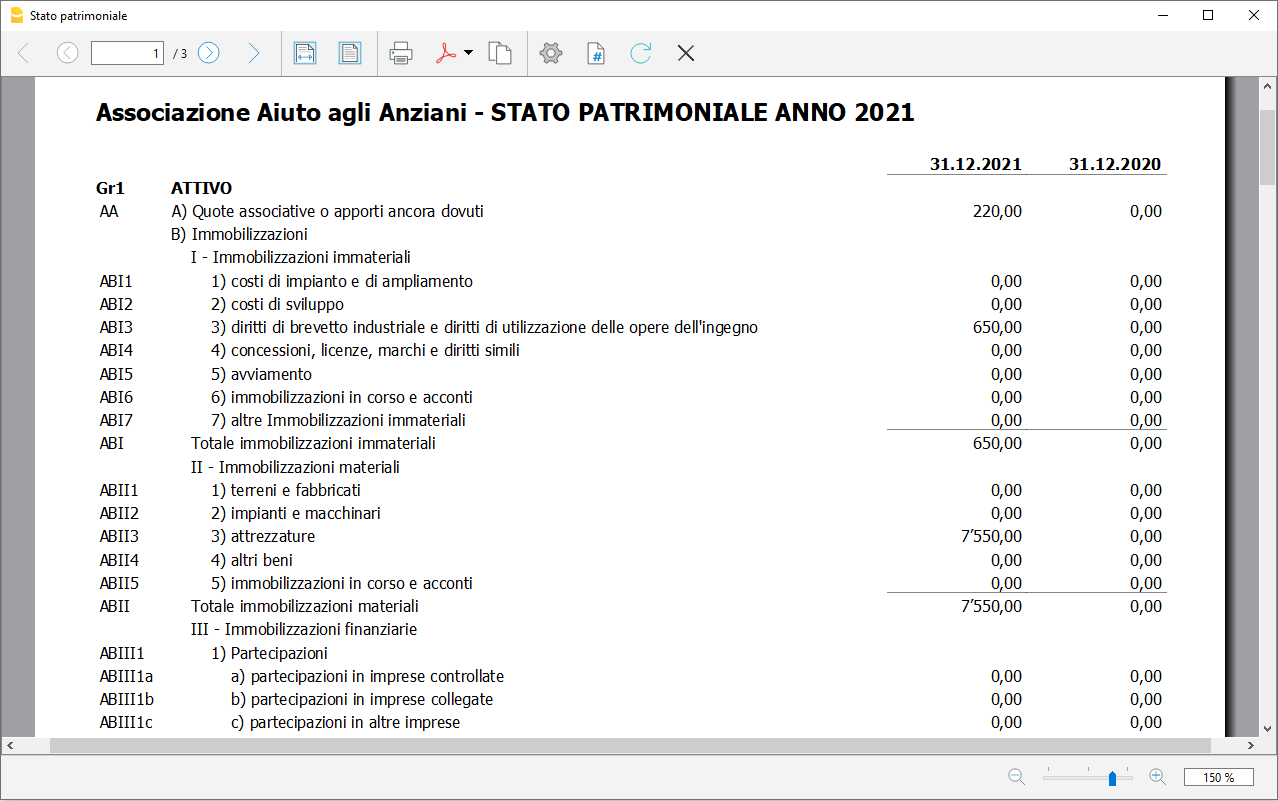 Stato patrimoniale
1 / 3
Associazione Aiuto agli Anziani - STATO PATRIMONIALE ANNO 2021
31.12.2021 31.12.2020
Gr1 ATTIVO
AA A) Quote associative o apporti ancora dovuti 220,00 0,00
B) Immobilizzazioni
I - Immobilizzazioni immateriali
ABI1 1) costi di impianto e di ampliamento 0,00 0,00
ABI2 2) costi di sviluppo 0,00 0,00
ABI3 3) diritti di brevetto industriale e diritti di utilizzazione delle opere dell'ingegno 650,00 0,00
ABI4 4) concessioni, licenze, marchi e diritti simili 0,00 0,00
ABI5 5) avviamento 0,00 0,00
ABI6 6) immobilizzazioni in corso e acconti 0,00 0,00
ABI7 7) altre Immobilizzazioni immateriali 0,00 0,00
ABI Totale immobilizzazioni immateriali 650,00 0,00
II - Immobilizzazioni materiali
ABII1 1) terreni e fabbricati 0,00 0,00
ABII2 2) impianti e macchinari 0,00 0,00
ABII3 3) attrezzature 7’550,00 0,00
ABII4 4) altri beni 0,00 0,00
ABII5 5) immobilizzazioni in corso e acconti 0,00 0,00
ABII Totale immobilizzazioni materiali 7’550,00 0,00
III - Immobilizzazioni finanziarie
ABIII1 1) Partecipazioni
ABIII1a a) partecipazioni in imprese controllate 0,00 0,00
ABIII1b b) partecipazioni in imprese collegate 0,00 0,00
ABIII1c c) partecipazioni in altre imprese 0,00 0,00
150 %